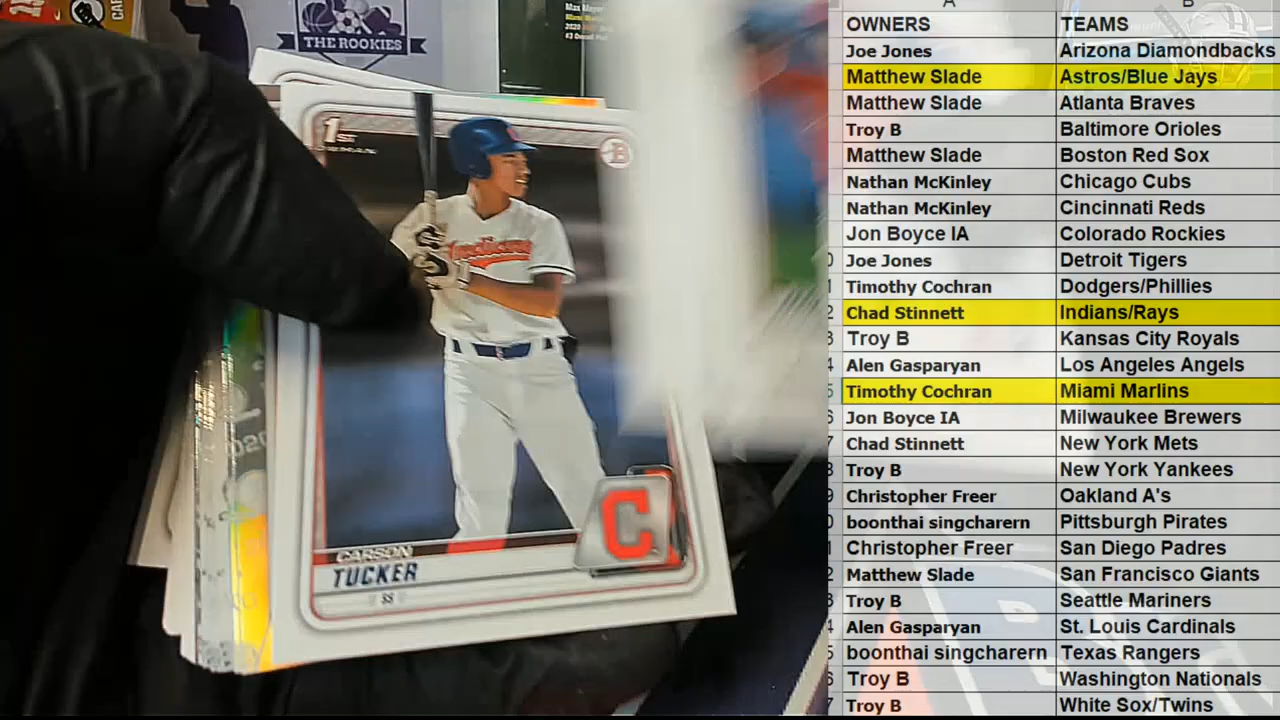 THE ROOKIES
Max Meyer
1ST
B
Americans
C
CARSON
TUCKER
SS
A B
OWNERS TEAMS
Joe Jones Arizona Diamondbacks
Matthew Slade Astros/Blue Jays
Matthew Slade Atlanta Braves
Troy B Baltimore Orioles
Matthew Slade Boston Red Sox
Nathan McKinley Chicago Cubs
Nathan McKinley Cincinnati Reds
Jon Boyce IA Colorado Rockies
Joe Jones Detroit Tigers
Timothy Cochran Dodgers/Phillies
Chad Stinnett Indians/Rays
Troy B Kansas City Royals
Alen Gasparyan Los Angeles Angels
Timothy Cochran Miami Marlins
Jon Boyce IA Milwaukee Brewers
Chad Stinnett New York Mets
Troy B New York Yankees
Christopher Freer Oakland A's
boonthai singcharern Pittsburgh Pirates
Christopher Freer San Diego Padres
Matthew Slade San Francisco Giants
Troy B Seattle Mariners
Alen Gasparyan St. Louis Cardinals
boonthai singcharern Texas Rangers
Troy B Washington Nationals
Troy B White Sox/Twins